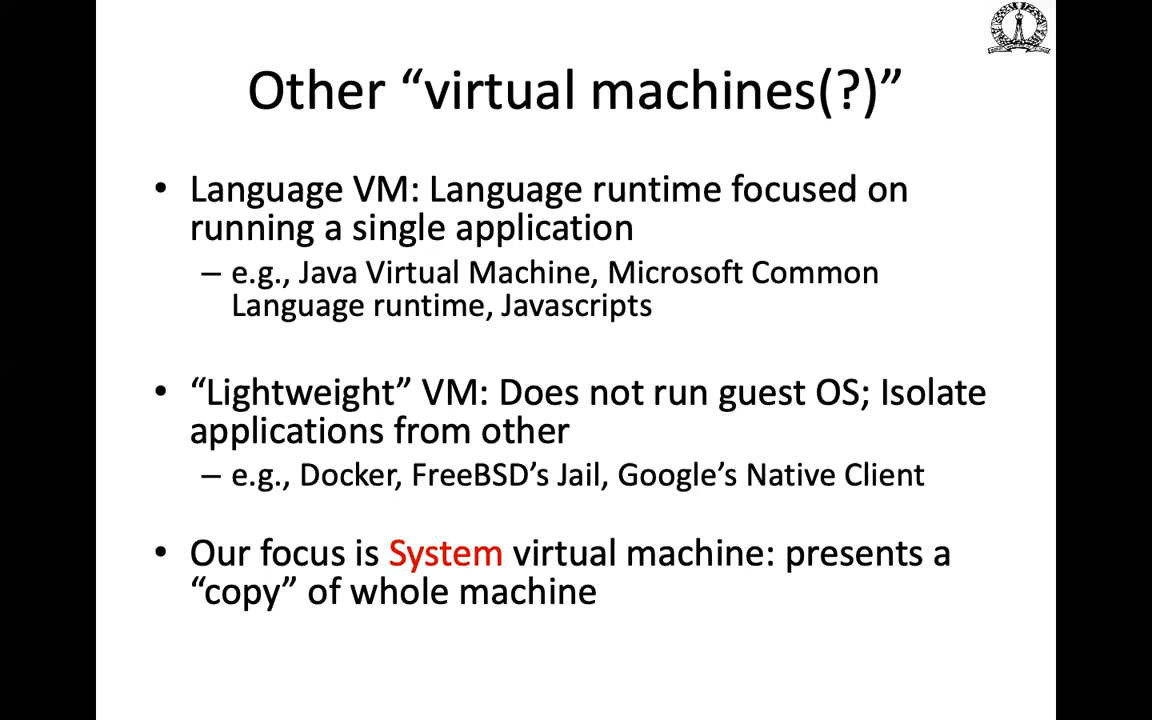 Other “virtual machines(?)”
• Language VM: Language runtime focused on
running a single application
– e.g., Java Virtual Machine, Microsoft Common
Language runtime, Javascripts
• “Lightweight” VM: Does not run guest OS; Isolate
applications from other
– e.g., Docker, FreeBSD’s Jail, Google’s Native Client
• Our focus is System virtual machine: presents a
“copy” of whole machine